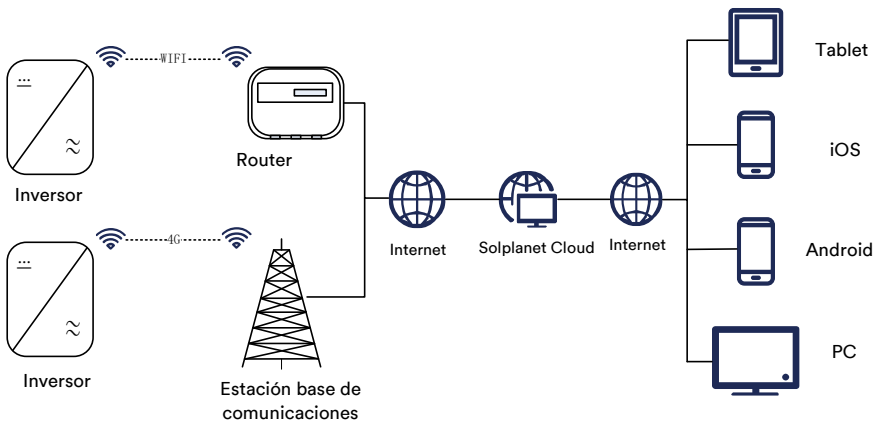 WIFI
Tablet
Router
iOS
Inversor
4G
Internet
Solplanet Cloud
Internet
Android
PC
Inversor
Estación base de
comunicaciones